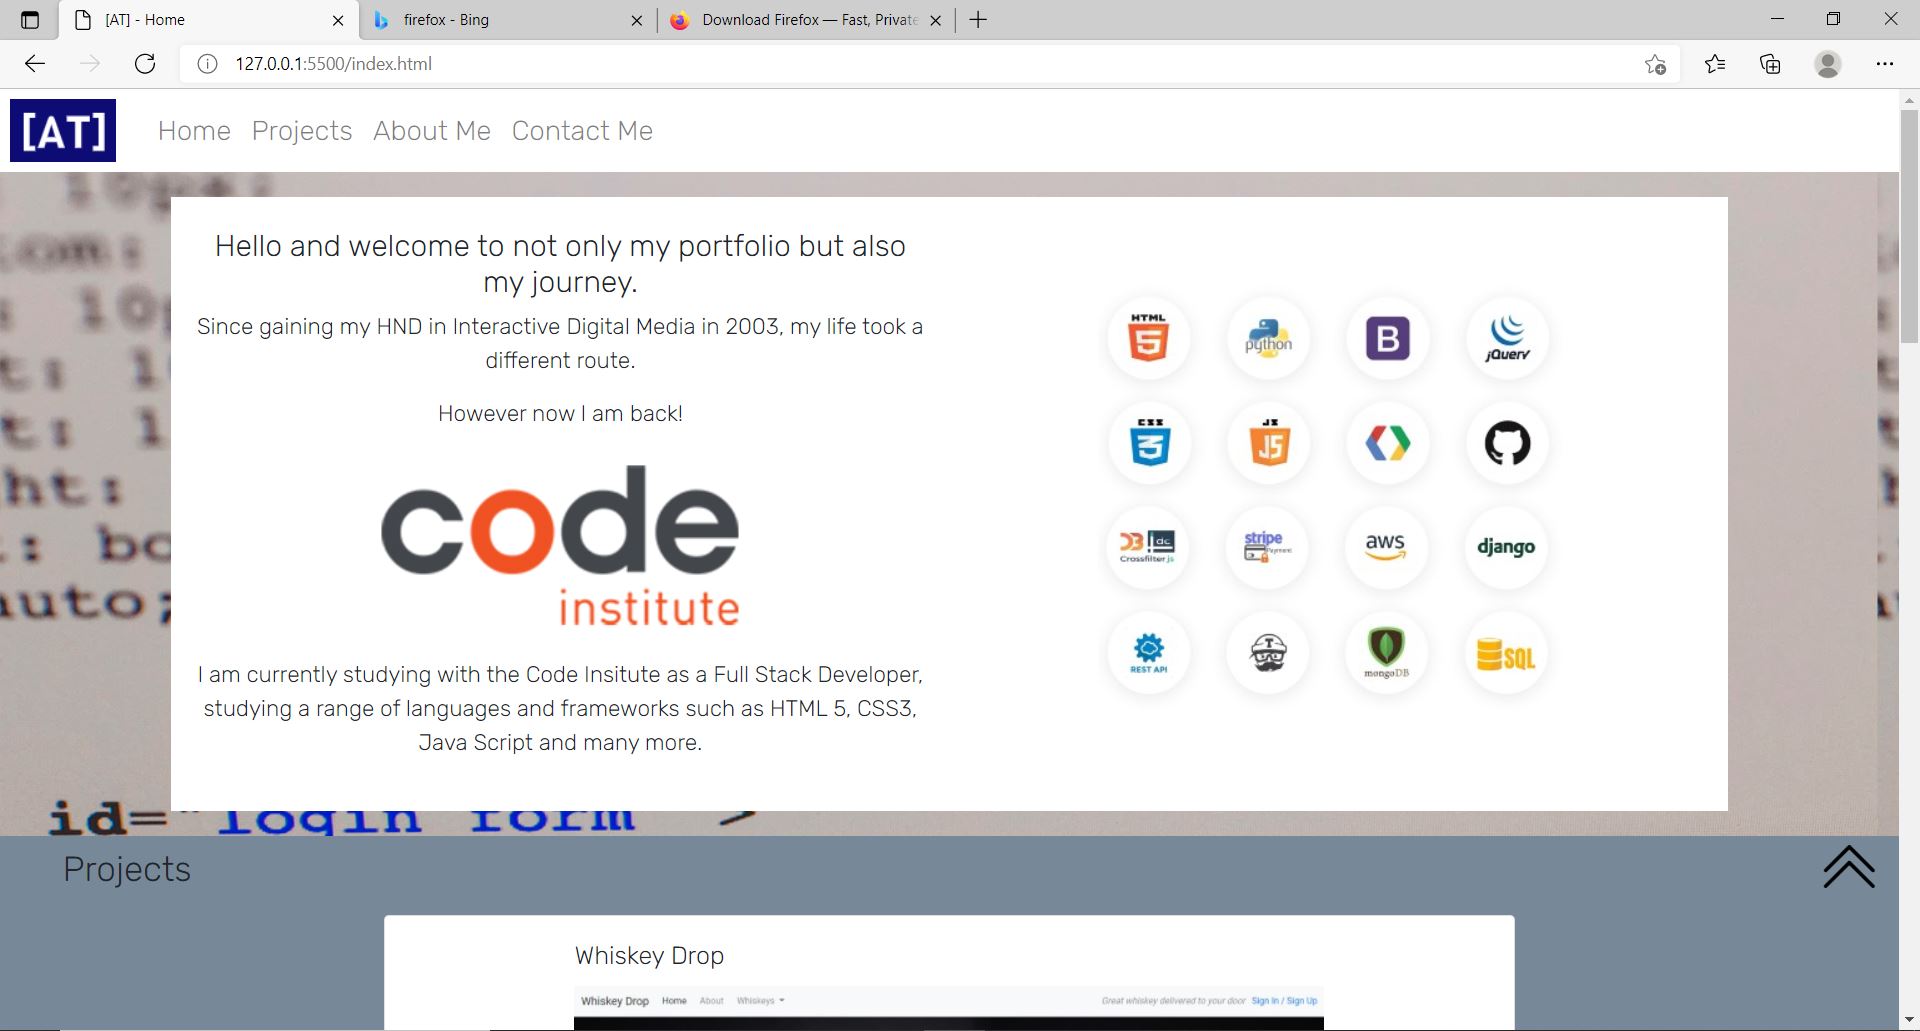 [AT] - Home
firefox - Bing
Download Firefox — Fast, Private
127.0.0.1:5500/index.html
[AT]
Home Projects About Me Contact Me
Hello and welcome to not only my portfolio but also
my journey.
Since gaining my HND in Interactive Digital Media in 2003, my life took a
different route.
However now I am back!
code
institute
I am currently studying with the Code Insitute as a Full Stack Developer,
studying a range of languages and frameworks such as HTML 5, CSS3,
Java Script and many more.
HTML 5
python
B
jQuery
CSS 3
JS JS
D3 dc
Crossfilter js
stripe
Payment
aws
django
REST API
T
mongoDB
SQL
10px;
10p
ht:
: bo
auto;
id="login form" >
Projects
Whiskey Drop
Whiskey Drop Home About Whiskeys
Great whiskey delivered to your door Sign In / Sign Up